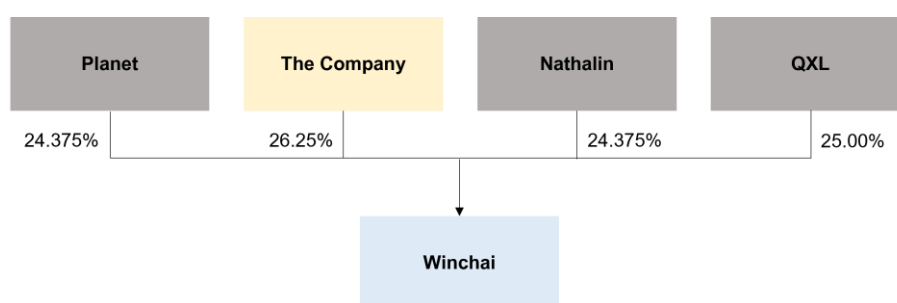 Planet
The Company
Nathalin
QXL
24.375%
26.25%
24.375%
25.00%
Winchai